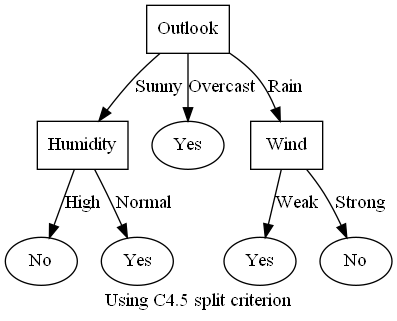 Outlook
Sunny Overcast Rain
Humidity Yes Wind
High Normal Weak Strong
No Yes Yes No
Using C4.5 split criterion